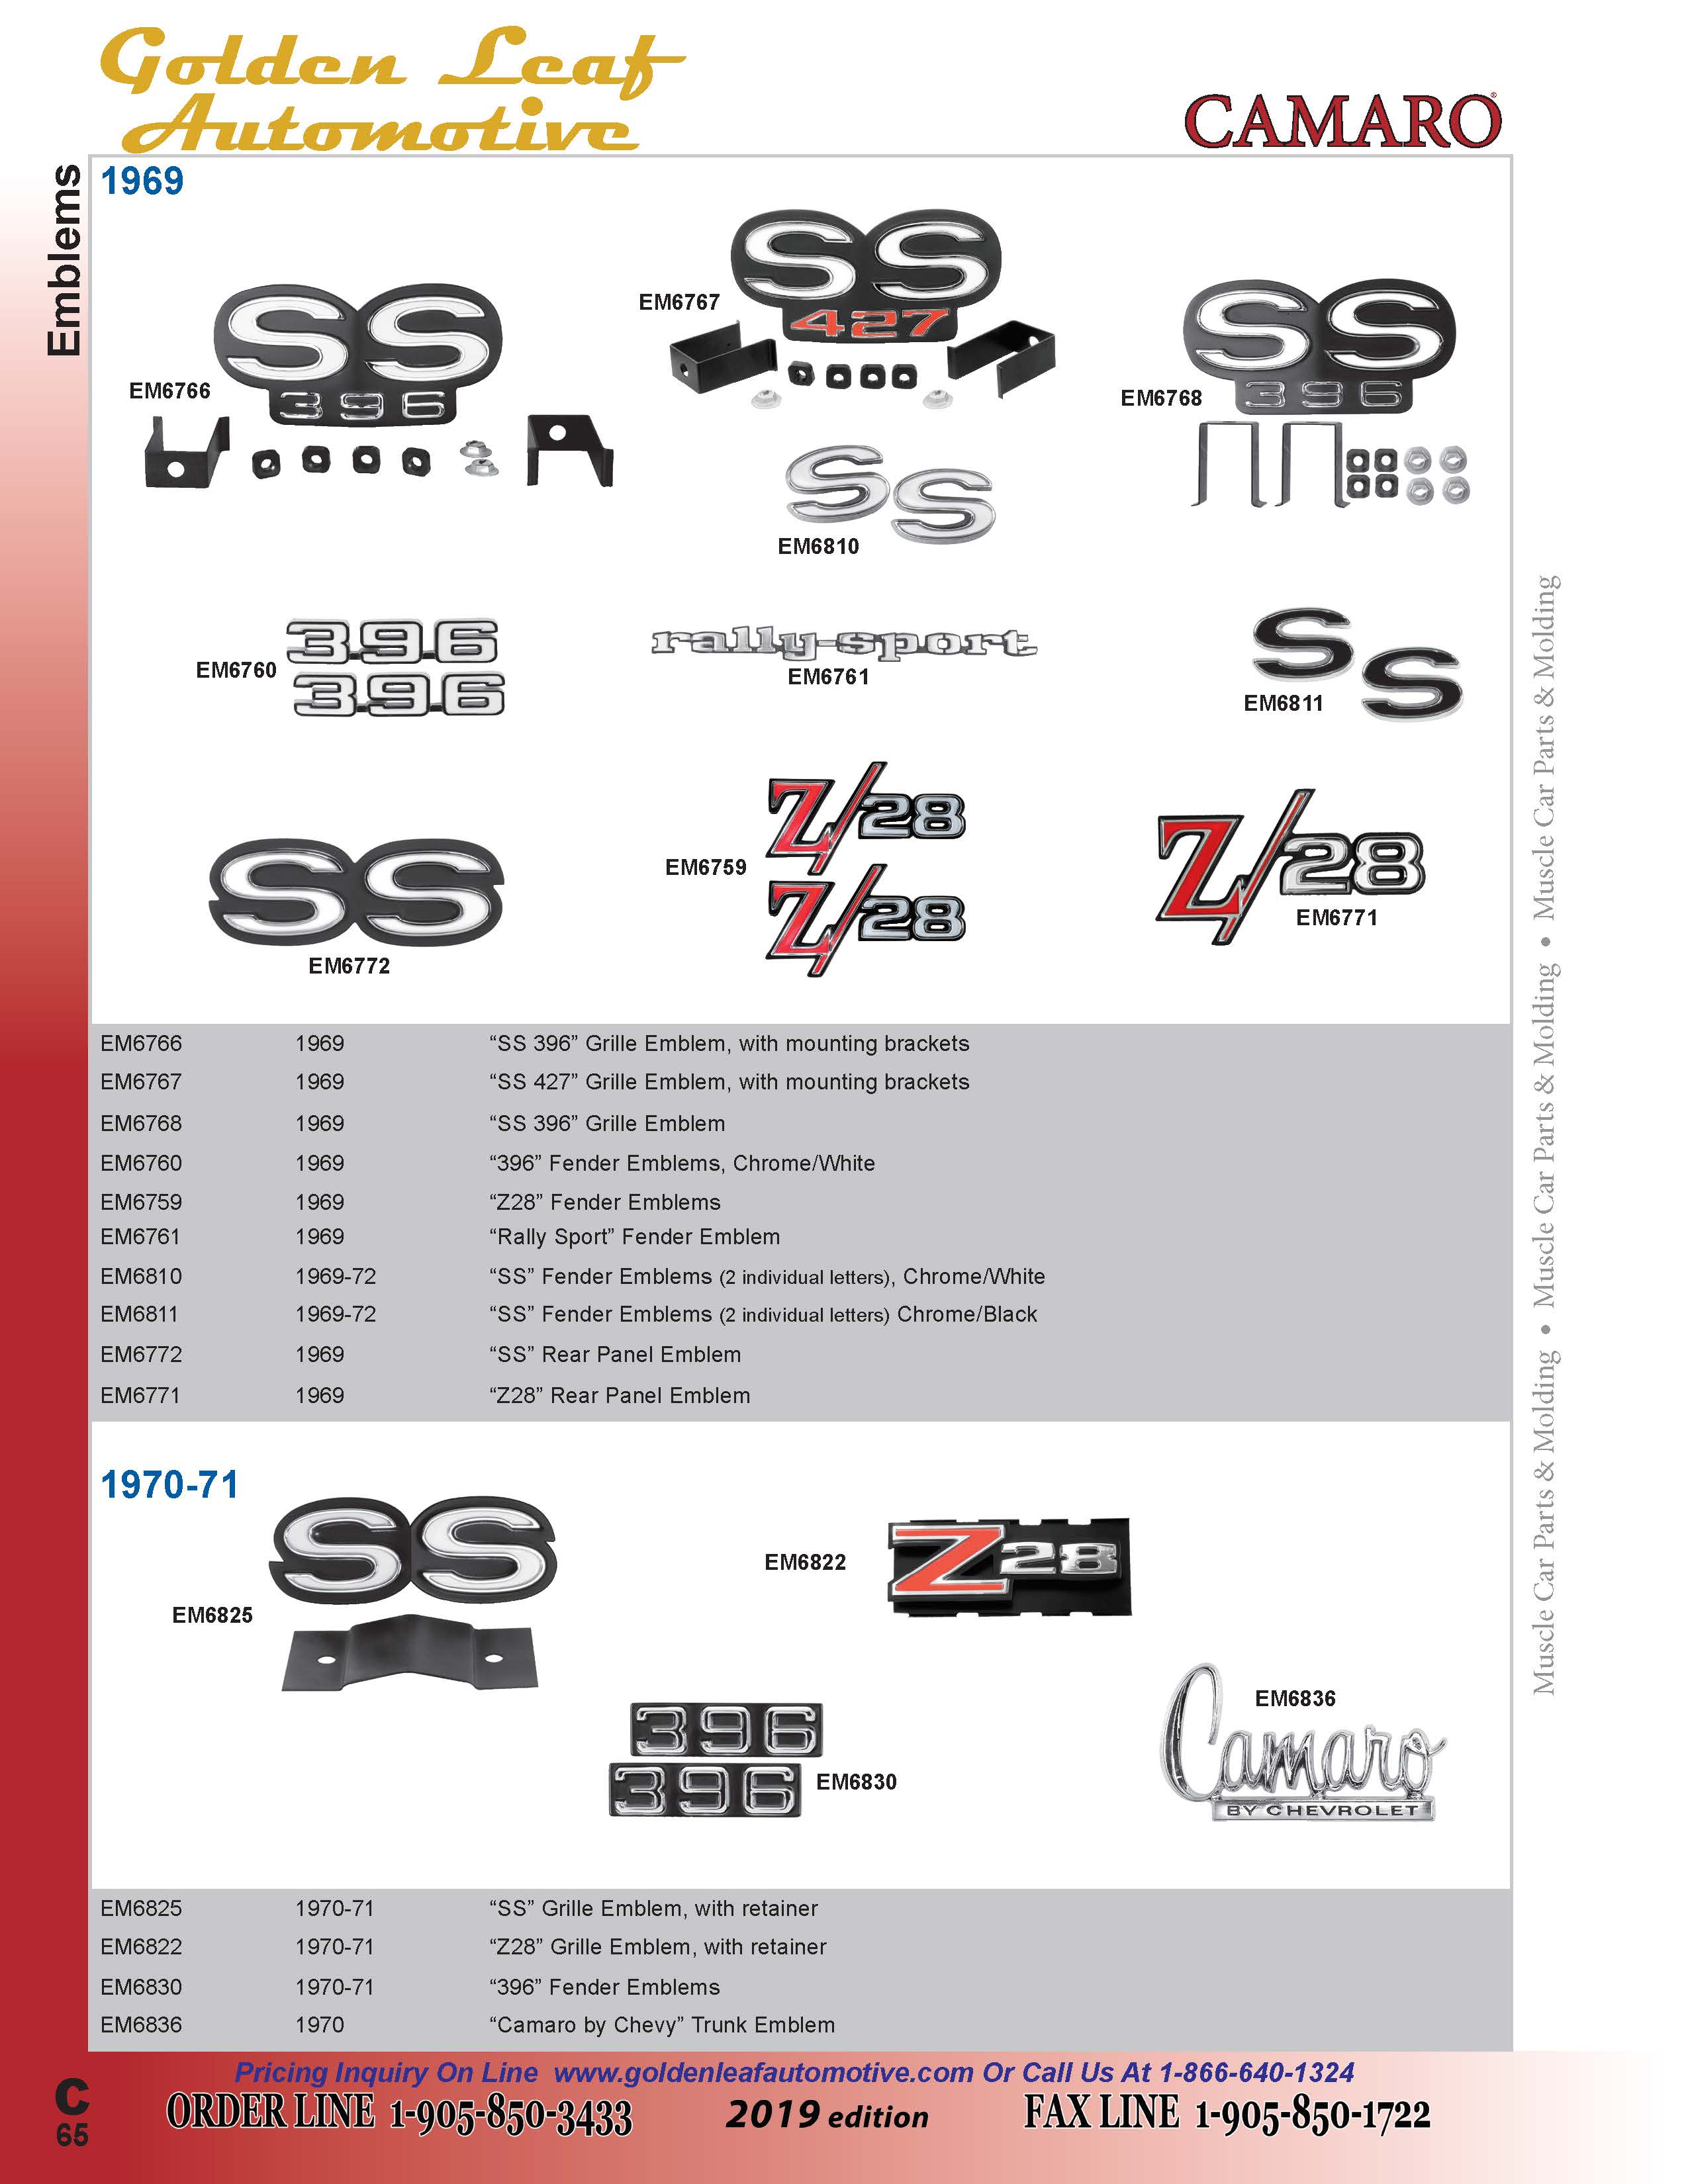 Golden Leaf
Automotive
CAMARO®
Emblems
1969
SS
427
EM6767
SS
396
EM6766
SS
396
EM6768
SS
EM6810
396
396
EM6760
rally-sport
EM6761
SS
EM6811
SS
EM6772
Z/28
Z/28
EM6759
Z/28
EM6771
EM6766 1969 “SS 396” Grille Emblem, with mounting brackets
EM6767 1969 “SS 427” Grille Emblem, with mounting brackets
EM6768 1969 “SS 396” Grille Emblem
EM6760 1969 “396” Fender Emblems, Chrome/White
EM6759 1969 “Z28” Fender Emblems
EM6761 1969 “Rally Sport” Fender Emblem
EM6810 1969-72 “SS” Fender Emblems (2 individual letters), Chrome/White
EM6811 1969-72 “SS” Fender Emblems (2 individual letters) Chrome/Black
EM6772 1969 “SS” Rear Panel Emblem
EM6771 1969 “Z28” Rear Panel Emblem
1970-71
SS
EM6825
EM6822
Z28
396
396
EM6830
EM6836
Camaro
BY CHEVROLET
EM6825 1970-71 “SS” Grille Emblem, with retainer
EM6822 1970-71 “Z28” Grille Emblem, with retainer
EM6830 1970-71 “396” Fender Emblems
EM6836 1970 “Camaro by Chevy” Trunk Emblem
Muscle Car Parts & Molding • Muscle Car Parts & Molding • Muscle Car Parts & Molding
Pricing Inquiry On Line www.goldenleafautomotive.com Or Call Us At 1-866-640-1324
ORDER LINE 1-905-850-3433 2019 edition FAX LINE 1-905-850-1722
C
65